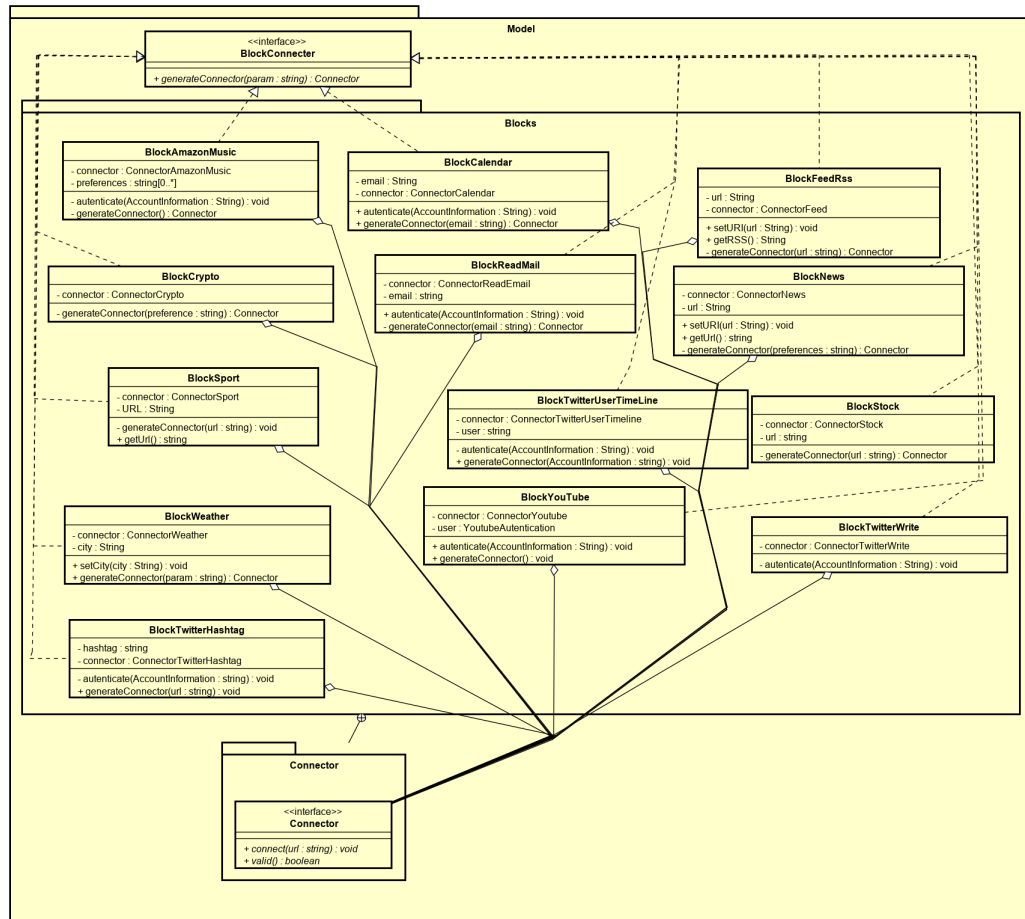 Model
<<interface>>
BlockConnecter
+ generateConnector(param : string) : Connector
Blocks
BlockAmazonMusic
- connector : ConnectorAmazonMusic
- preferences : string[0..*]
- autenticate(AccountInformation : String) : void
- generateConnector() : Connector
BlockCalendar
- email : String
- connector : ConnectorCalendar
+ autenticate(AccountInformation : String) : void
+ generateConnector(email : string) : Connector
BlockFeedRss
- url : String
- connector : ConnectorFeed
+ setURI(url : String) : void
+ getRSS() : String
- generateConnector(url : string) : Connector
BlockCrypto
- connector : ConnectorCrypto
- generateConnector(preference : string) : Connector
BlockReadMail
- connector : ConnectorReadEmail
- email : string
+ autenticate(AccountInformation : String) : void
- generateConnector(email : string) : Connector
BlockNews
- connector : ConnectorNews
- url : String
+ setURI(url : String) : void
+ getUrl() : string
- generateConnector(preferences : string) : Connector
BlockSport
- connector : ConnectorSport
- URL : String
- generateConnector(url : string) : void
+ getUrl() : string
BlockTwitterUserTimeLine
- connector : ConnectorTwitterUserTimeline
- user : string
- autenticate(AccountInformation : String) : void
+ generateConnector(AccountInformation : string) : void
BlockStock
- connector : ConnectorStock
- url : string
- generateConnector(url : string) : Connector
BlockWeather
- connector : ConnectorWeather
- city : String
+ setCity(city : String) : void
+ generateConnector(param : string) : Connector
BlockYouTube
- connector : ConnectorYoutube
- user : YoutubeAutentication
+ autenticate(AccountInformation : String) : void
+ generateConnector() : void
BlockTwitterWrite
- connector : ConnectorTwitterWrite
- autenticate(AccountInformation : String) : void
BlockTwitterHashtag
- hashtag : string
- connector : ConnectorTwitterHashtag
- autenticate(AccountInformation : String) : void
+ generateConnector(url : string) : void
Connector
<<interface>>
Connector
+ connect(url : string) : void
+ valid() : boolean